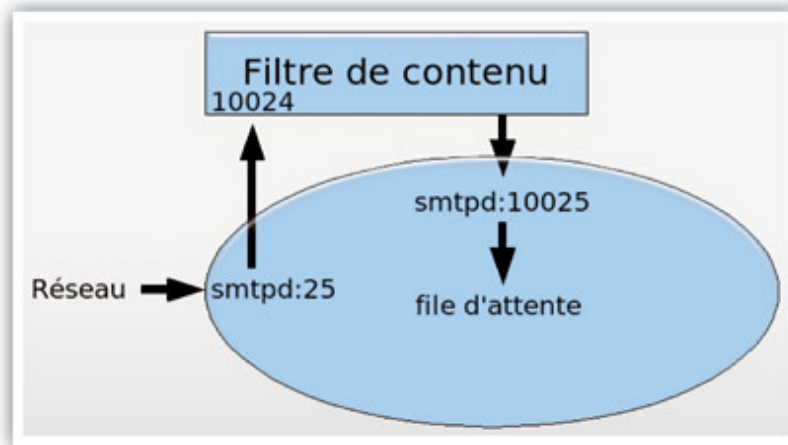 Filtre de contenu
10024
smtpd:10025
Réseau
smtpd:25
file d'attente